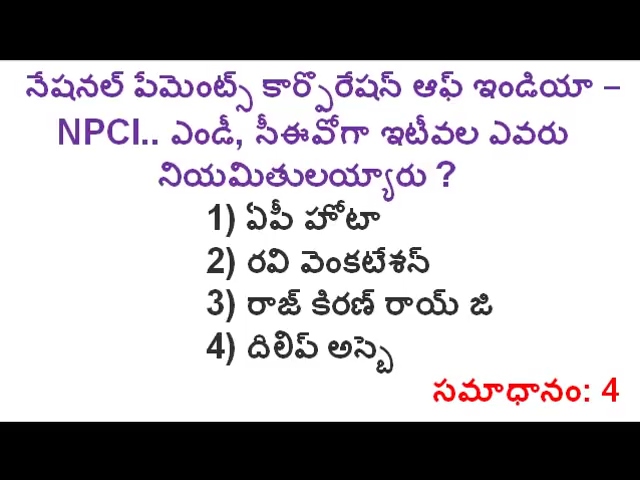 నేషనల్ పేమెంట్స్ కార్పొరేషన్ ఆఫ్ ఇండియా –
NPCI.. ఎండీ, సీఈవోగా ఇటీవల ఎవరు
నియమితులయ్యారు ?
1) ఏపీ హోటా
2) రవి వెంకటేశన్
3) రాజ్ కిరణ్ రాయ్ జి
4) దిలిప్ అస్బె
సమాధానం: 4